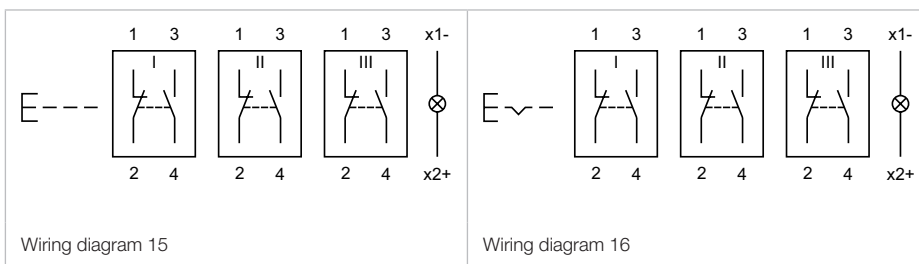 1 3 1 3 1 3 x1-
I II III
2 4 2 4 2 4 x2+
Wiring diagram 15
1 3 1 3 1 3 x1-
I II III
2 4 2 4 2 4 x2+
Wiring diagram 16